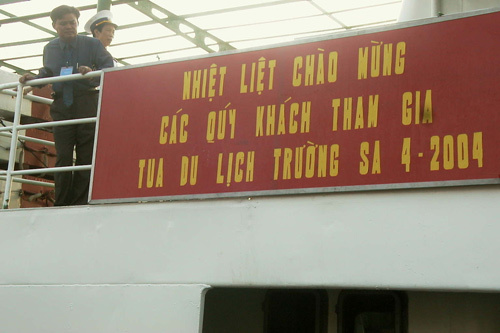 NHIỆT LIỆT CHÀO MỪNG
CÁC QUÝ KHÁCH THAM GIA
TUA DU LỊCH TRƯỜNG SA 4-2004